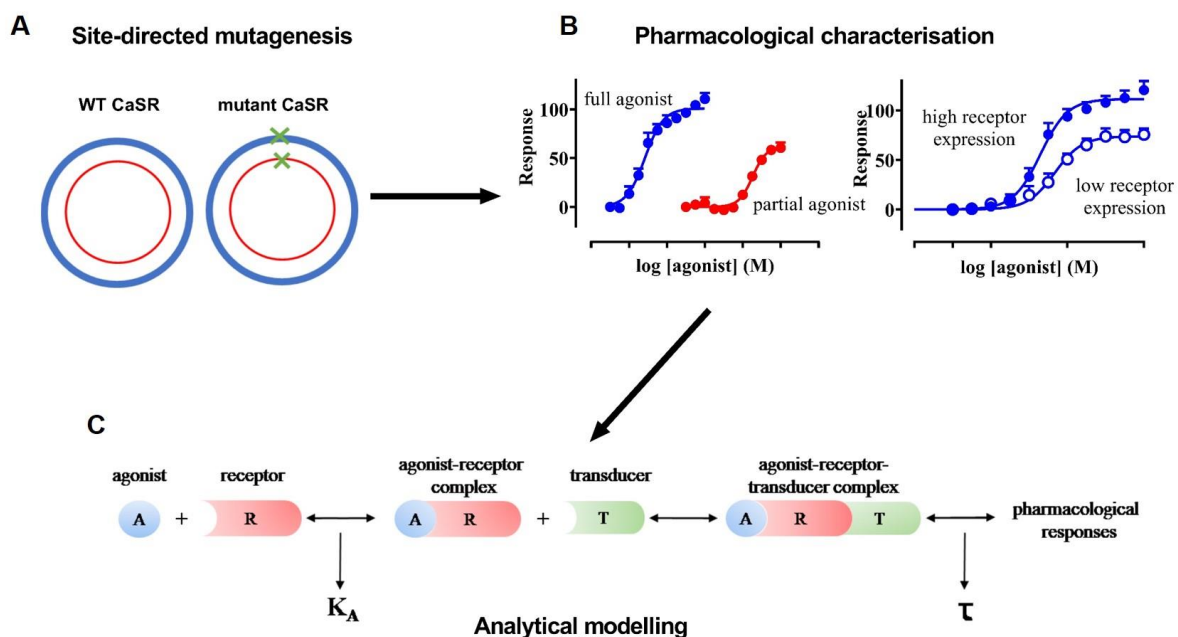 A
Site-directed mutagenesis
WT CaSR
mutant CaSR
B
Pharmacological characterisation
Response
100
50
0
full agonist
partial agonist
log [agonist] (M)
Response
100
50
0
high receptor
expression
low receptor
expression
log [agonist] (M)
C
agonist
receptor
agonist-receptor
complex
transducer
agonist-receptor-
transducer complex
A
+
R
A R
+
T
A R T
pharmacological
responses
K_A
τ
Analytical modelling